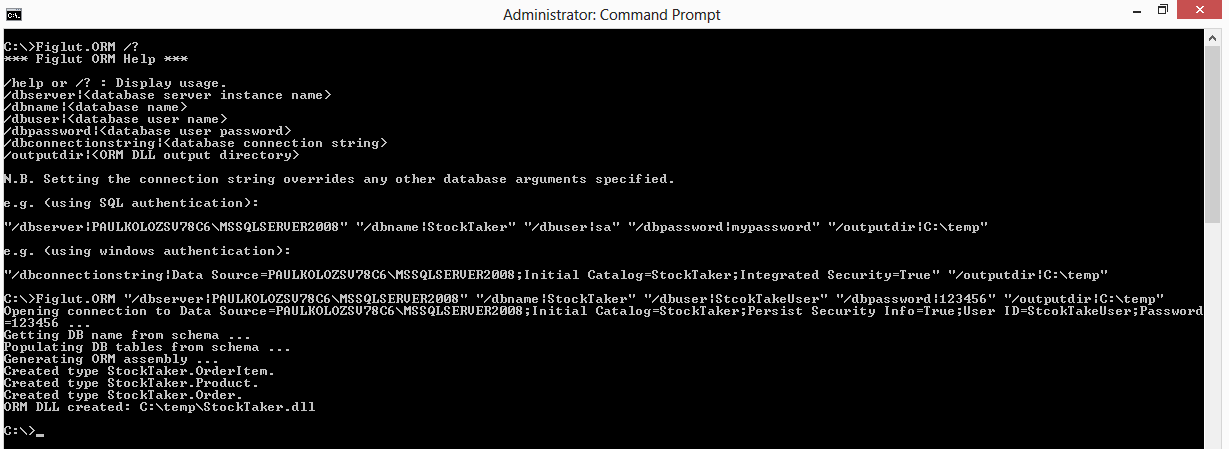 Administrator: Command Prompt
C:\>Figlut.ORM /?
*** Figlut ORM Help ***
/help or /? : Display usage.
/dbserver¦<database server instance name>
/dbname¦<database name>
/dbuser¦<database user name>
/dbpassword¦<database user password>
/dbconnectionstring¦<database connection string>
/outputdir¦<ORM DLL output directory>
N.B. Setting the connection string overrides any other database arguments specified.
e.g. (using SQL authentication):
"/dbserver¦PAULKOLOZSV78C6\MSSQLSERVER2008" "/dbname¦StockTaker" "/dbuser¦sa" "/dbpassword¦mypassword" "/outputdir¦C:\temp"
e.g. (using windows authentication):
"/dbconnectionstring¦Data Source=PAULKOLOZSV78C6\MSSQLSERVER2008;Initial Catalog=StockTaker;Integrated Security=True" "/outputdir¦C:\temp"
C:\>Figlut.ORM "/dbserver¦PAULKOLOZSV78C6\MSSQLSERVER2008" "/dbname¦StockTaker" "/dbuser¦StcokTakeUser" "/dbpassword¦123456" "/outputdir¦C:\temp"
Opening connection to Data Source=PAULKOLOZSV78C6\MSSQLSERVER2008;Initial Catalog=StockTaker;Persist Security Info=True;User ID=StcokTakeUser;Password
=123456 ...
Getting DB name from schema ...
Populating DB tables from schema ...
Generating ORM assembly ...
Created type StockTaker.OrderItem.
Created type StockTaker.Product.
Created type StockTaker.Order.
ORM DLL created: C:\temp\StockTaker.dll
C:\>_